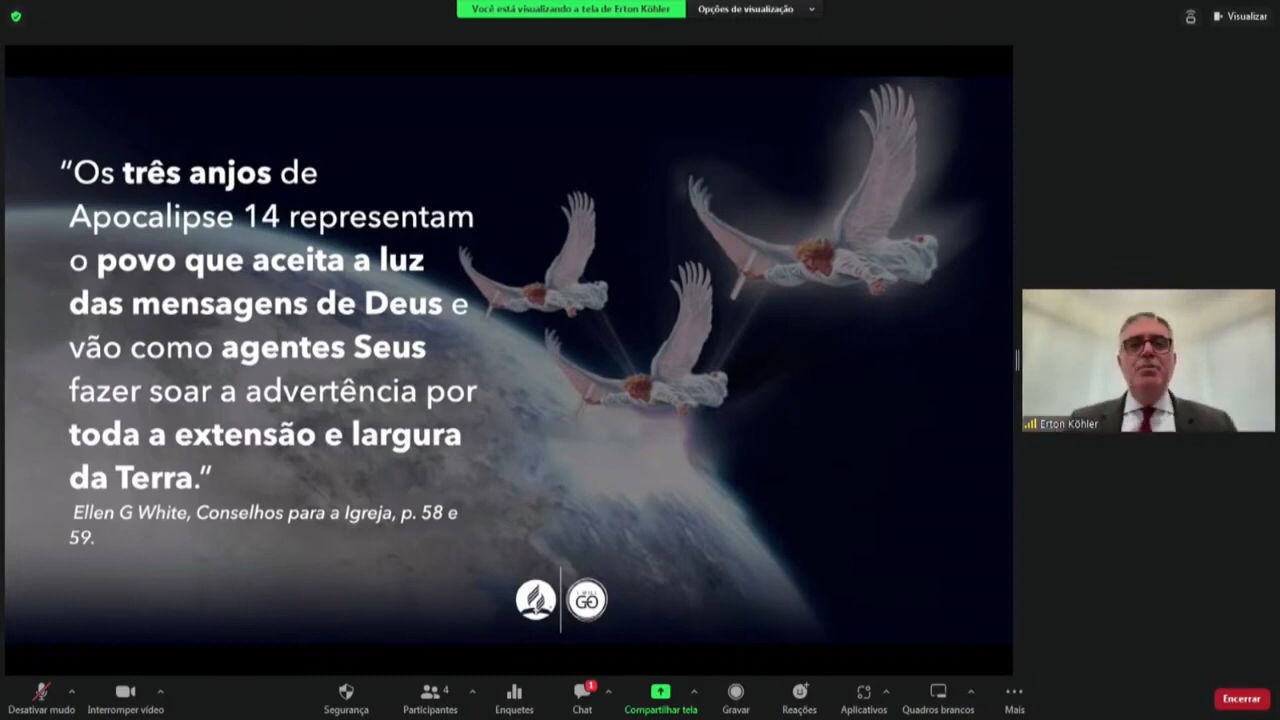 Você está visualizando a tela de Erton Köhler
Opções de visualização
Visualizar
“Os três anjos de
Apocalipse 14 representam
o povo que aceita a luz
das mensagens de Deus e
vão como agentes Seus
fazer soar a advertência por
toda a extensão e largura
da Terra.”
Ellen G White, Conselhos para a Igreja, p. 58 e
59.
I WILL
GO
Erton Köhler
Desativar mudo
Interromper vídeo
Segurança
4
Participantes
Enquetes
1
Chat
Compartilhar tela
Gravar
Reações
Aplicativos
Quadros brancos
Mais
Encerrar